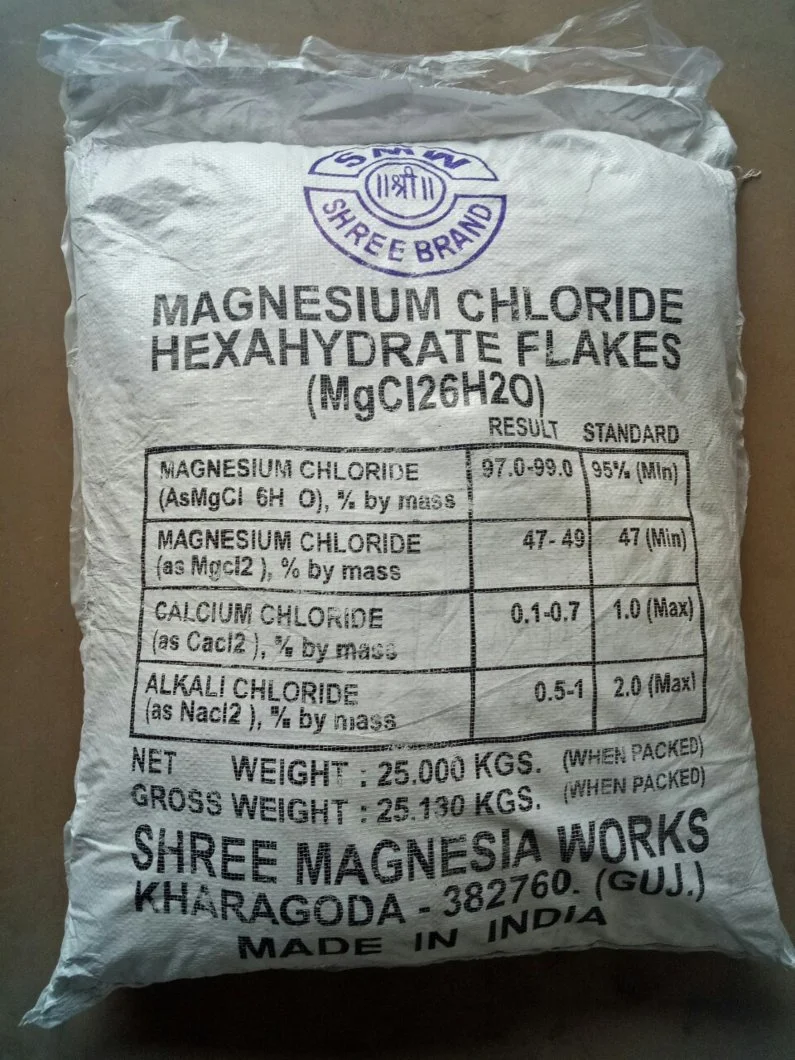 SMW
॥श्री॥
SHREE BRAND
MAGNESIUM CHLORIDE
HEXAHYDRATE FLAKES
(MgCl26H2O)
RESULT STANDARD
MAGNESIUM CHLORIDE 97.0-99.0 95% (Min)
(AsMgCl 6H O), % by mass
MAGNESIUM CHLORIDE 47-49 47 (Min)
(as Mgcl2 ), % by mass
CALCIUM CHLORIDE 0.1-0.7 1.0 (Max)
(as Cacl2 ), % by mass
ALKALI CHLORIDE 0.5-1 2.0 (Max)
(as Nacl2 ), % by mass
NET WEIGHT : 25.000 KGS. (WHEN PACKED)
GROSS WEIGHT : 25.130 KGS. (WHEN PACKED)
SHREE MAGNESIA WORKS
KHARAGODA - 382760. (GUJ.)
MADE IN INDIA